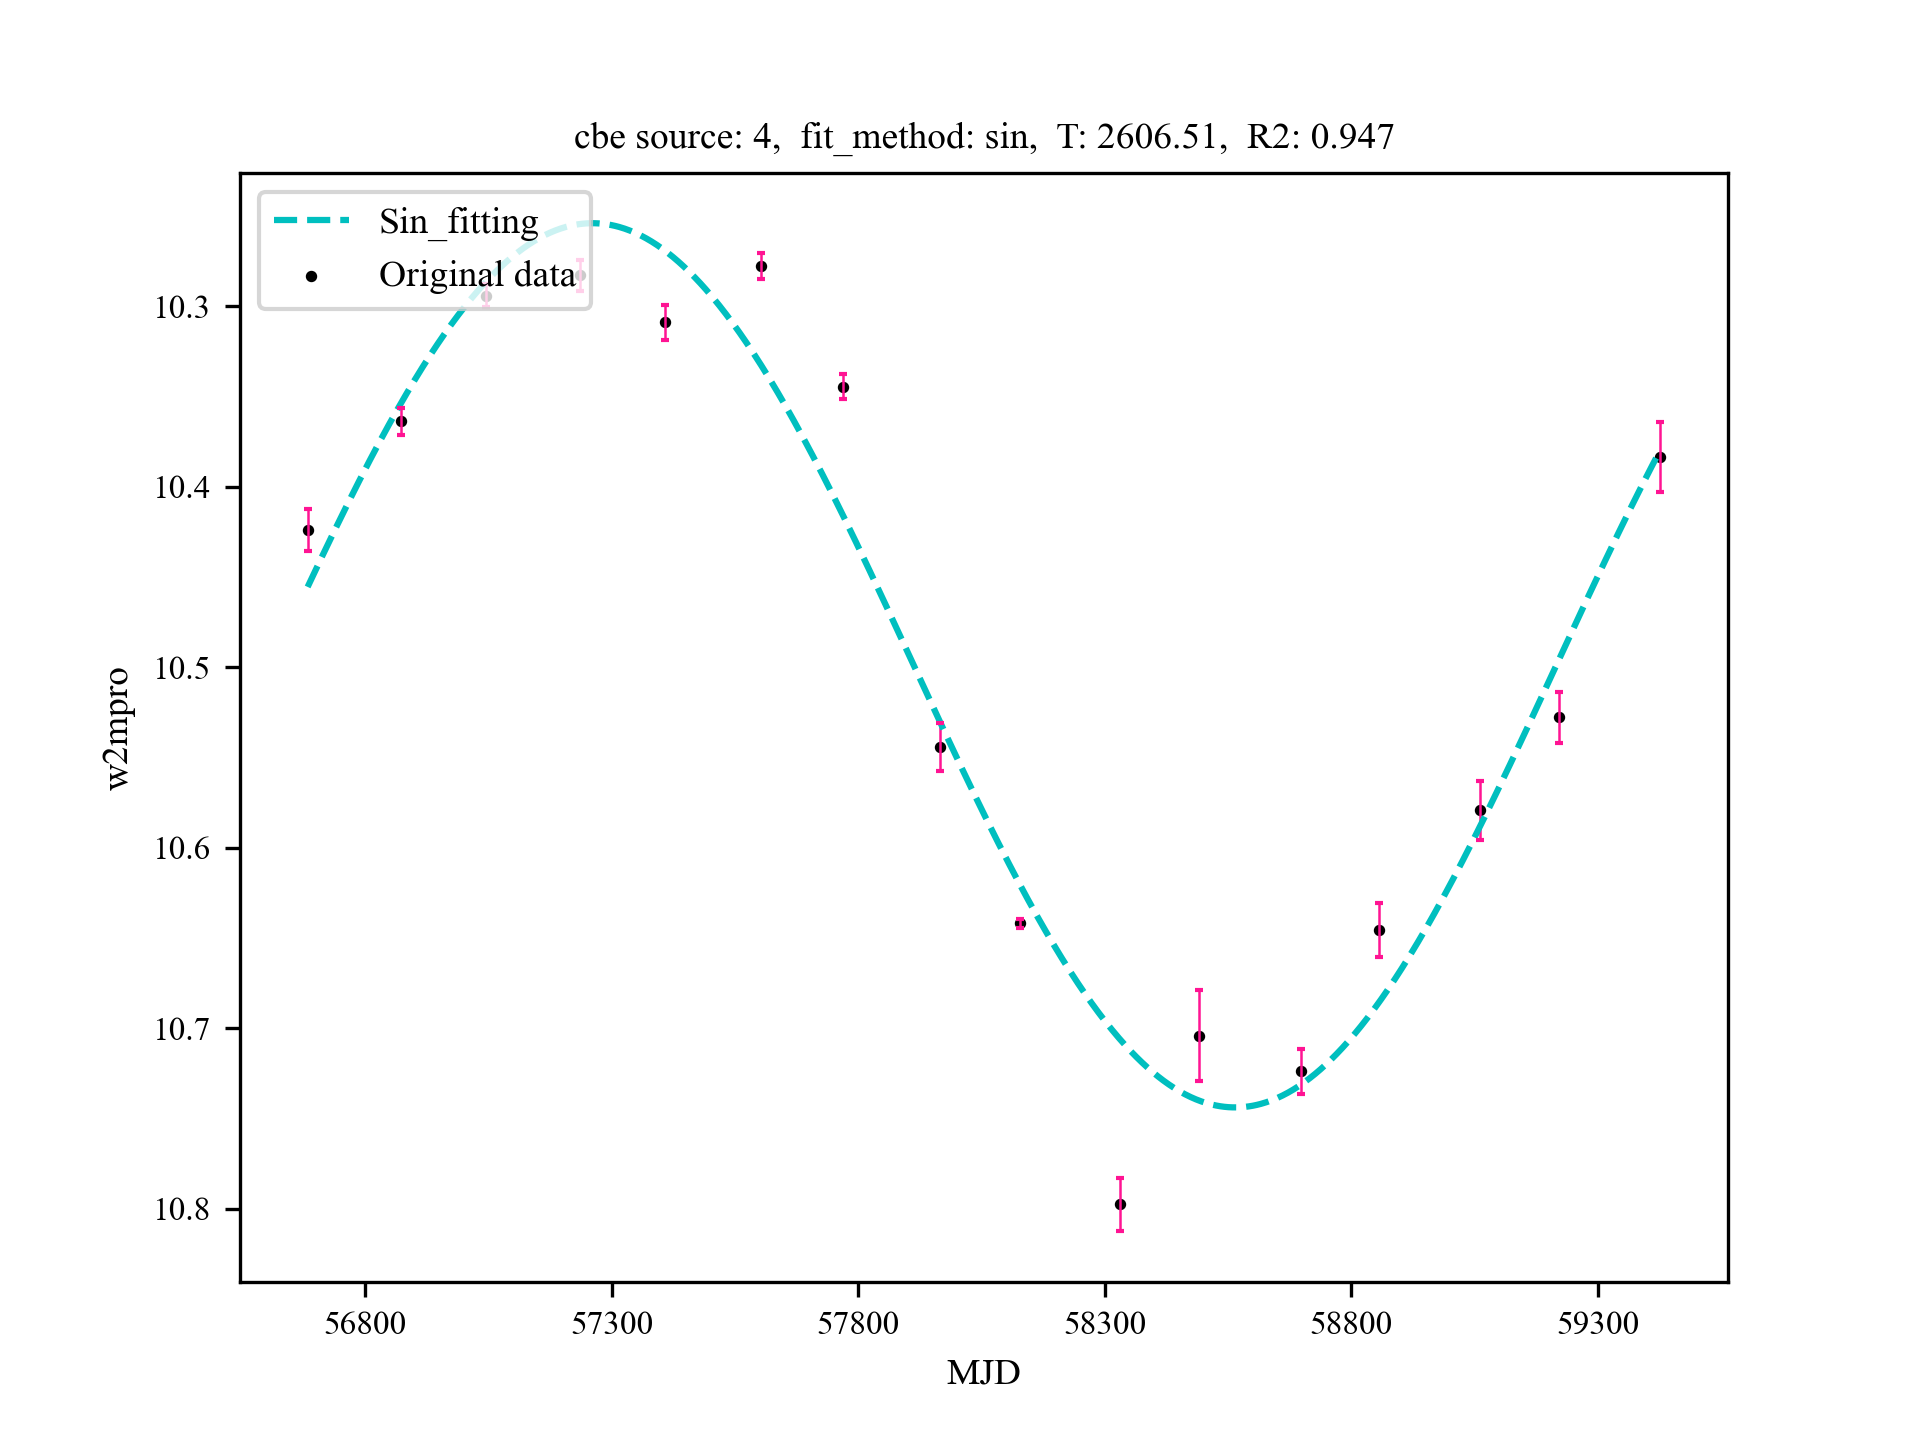 cbe source: 4,  fit_method: sin,  T: 2606.51,  R2: 0.947
Sin_fitting
Original data
10.3
10.4
10.5
10.6
10.7
10.8
w2mpro
56800 57300 57800 58300 58800 59300
MJD